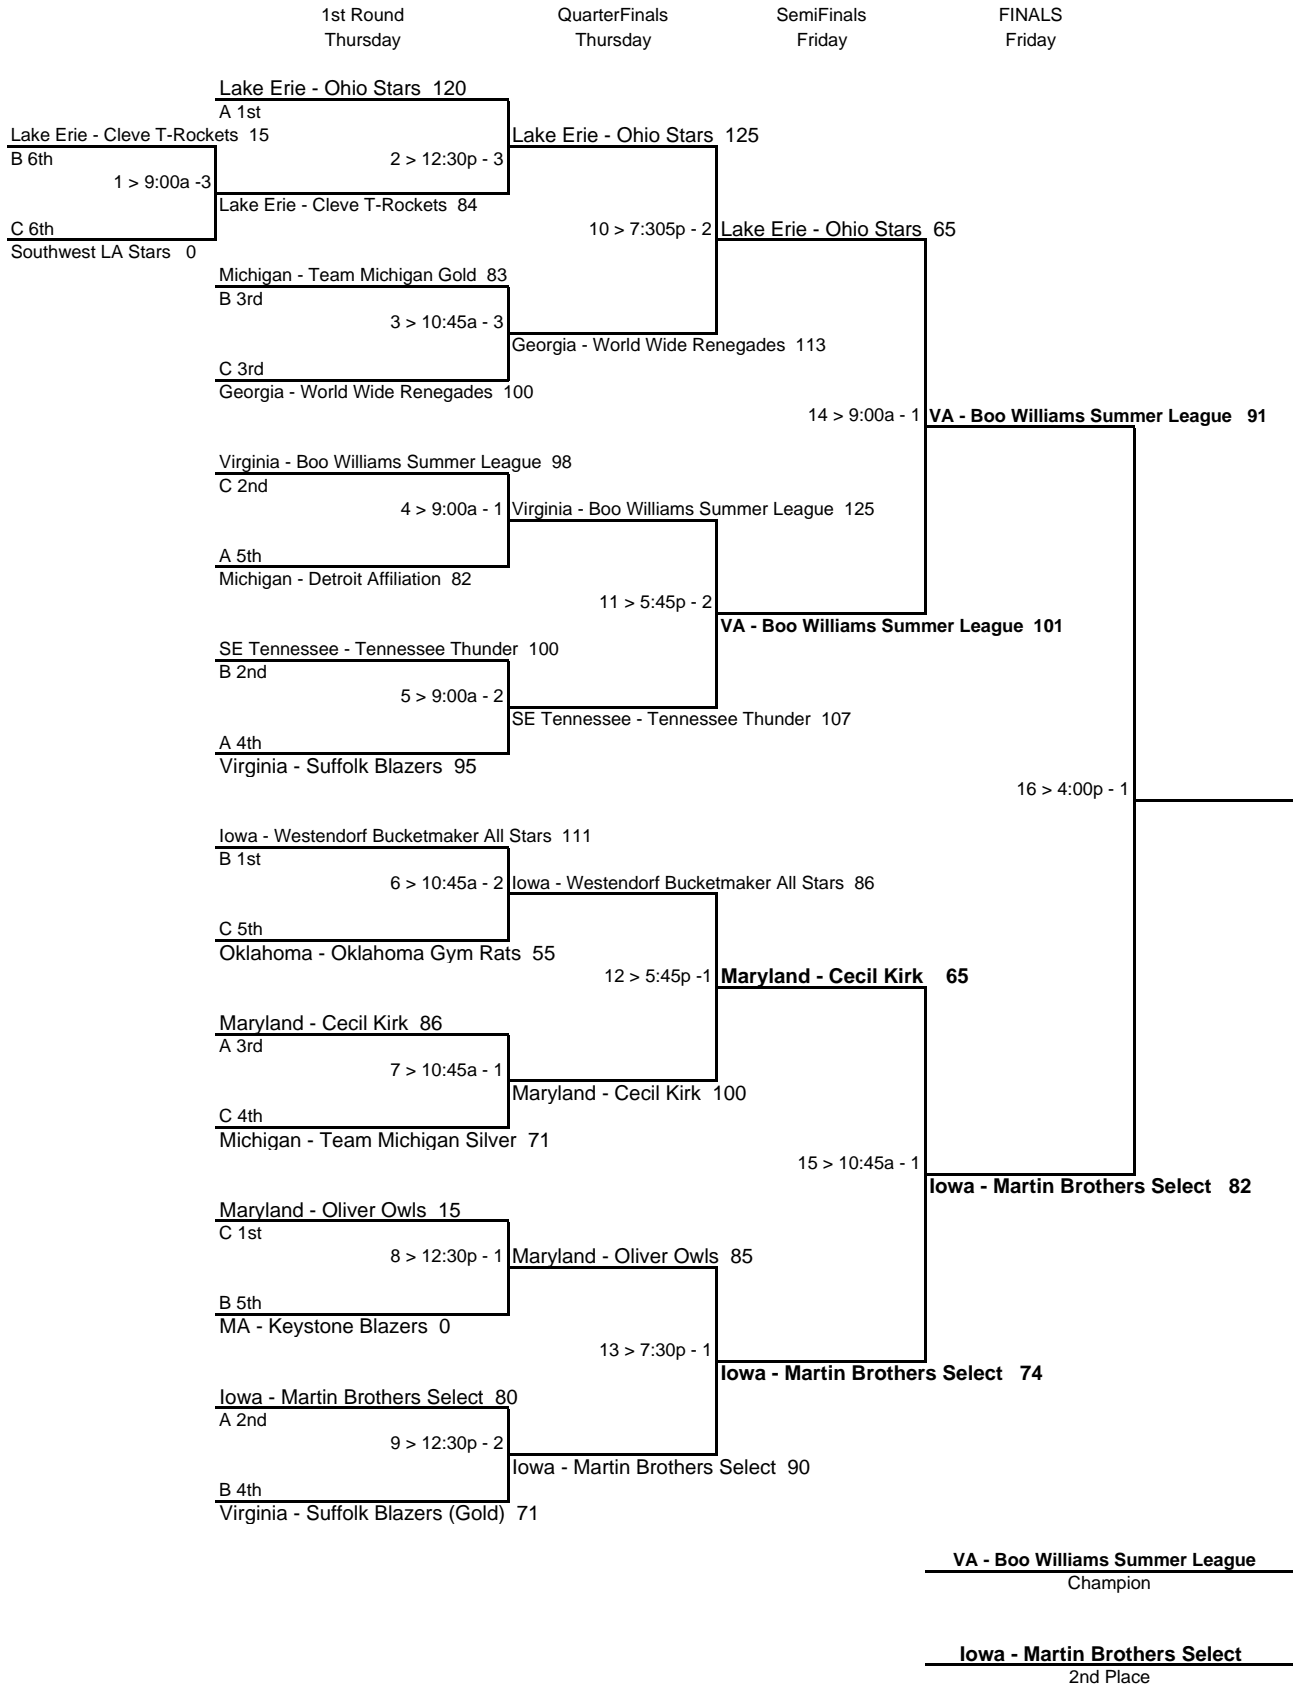 1st Round QuarterFinals SemiFinals FINALS
Thursday Thursday Friday Friday
Lake Erie - Ohio Stars 120
A 1st
Lake Erie - Cleve T-Rockets 15 Lake Erie - Ohio Stars 125
B 6th 2 > 12:30p - 3
1 > 9:00a -3
Lake Erie - Cleve T-Rockets 84
C 6th 10 > 7:305p - 2 Lake Erie - Ohio Stars 65
Southwest LA Stars 0
Michigan - Team Michigan Gold 83
B 3rd
3 > 10:45a - 3
Georgia - World Wide Renegades 113
C 3rd
Georgia - World Wide Renegades 100
14 > 9:00a - 1 VA - Boo Williams Summer League 91
Virginia - Boo Williams Summer League 98
C 2nd
4 > 9:00a - 1 Virginia - Boo Williams Summer League 125
A 5th
Michigan - Detroit Affiliation 82
11 > 5:45p - 2
VA - Boo Williams Summer League 101
SE Tennessee - Tennessee Thunder 100
B 2nd
5 > 9:00a - 2
SE Tennessee - Tennessee Thunder 107
A 4th
Virginia - Suffolk Blazers 95
16 > 4:00p - 1
Iowa - Westendorf Bucketmaker All Stars 111
B 1st
6 > 10:45a - 2 Iowa - Westendorf Bucketmaker All Stars 86
C 5th
Oklahoma - Oklahoma Gym Rats 55
12 > 5:45p -1 Maryland - Cecil Kirk 65
Maryland - Cecil Kirk 86
A 3rd
7 > 10:45a - 1
Maryland - Cecil Kirk 100
C 4th
Michigan - Team Michigan Silver 71
15 > 10:45a - 1
Iowa - Martin Brothers Select 82
Maryland - Oliver Owls 15
C 1st
8 > 12:30p - 1 Maryland - Oliver Owls 85
B 5th
MA - Keystone Blazers 0
13 > 7:30p - 1
Iowa - Martin Brothers Select 74
Iowa - Martin Brothers Select 80
A 2nd
9 > 12:30p - 2
Iowa - Martin Brothers Select 90
B 4th
Virginia - Suffolk Blazers (Gold) 71
VA - Boo Williams Summer League
Champion
Iowa - Martin Brothers Select
2nd Place